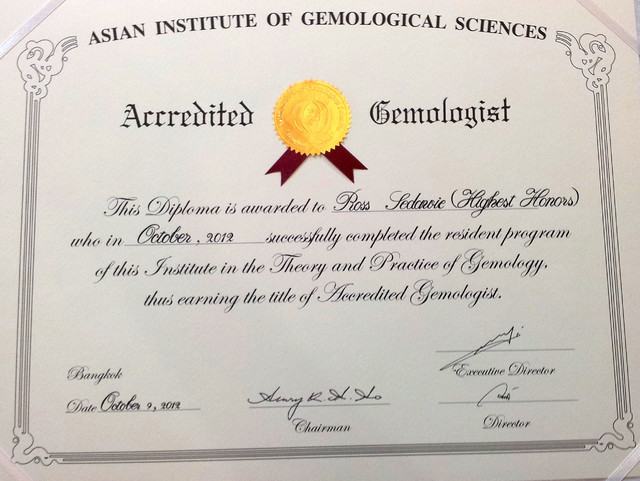 ASIAN INSTITUTE OF GEMOLOGICAL SCIENCES
Accredited Gemologist
This Diploma is awarded to Ross Sedawie (Highest Honors)
who in October, 2012 successfully completed the resident program
of this Institute in the Theory and Practice of Gemology,
thus earning the title of Accredited Gemologist.
Executive Director
Bangkok
Date October 9, 2012
Henry K. H. Ho
Chairman
Director